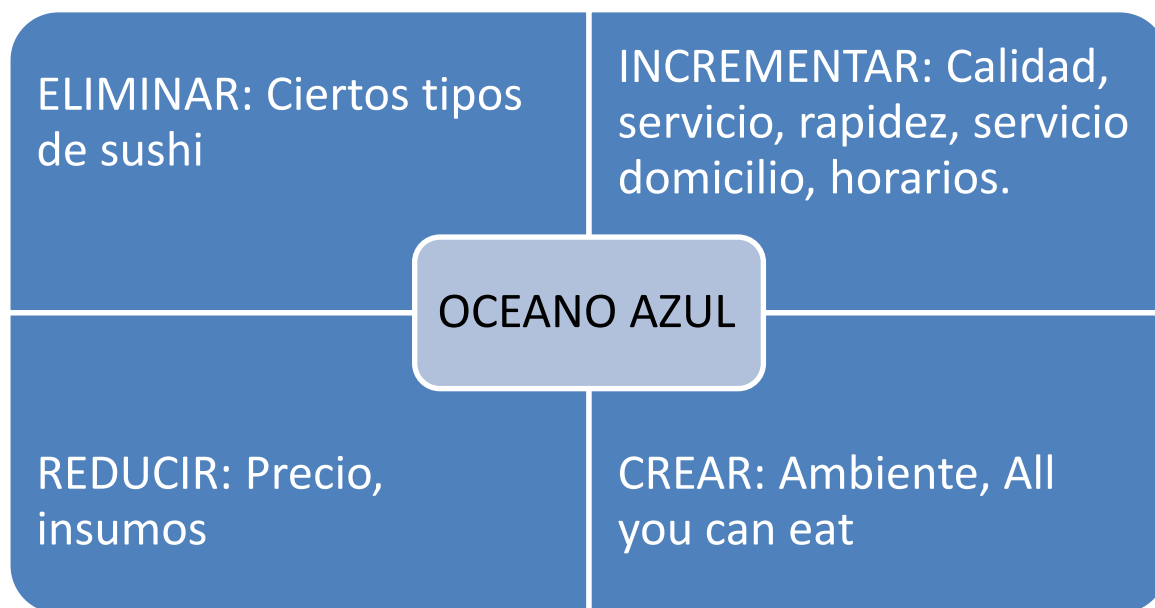 ELIMINAR: Ciertos tipos
de sushi
INCREMENTAR: Calidad,
servicio, rapidez, servicio
domicilio, horarios.
OCEANO AZUL
REDUCIR: Precio,
insumos
CREAR: Ambiente, All
you can eat